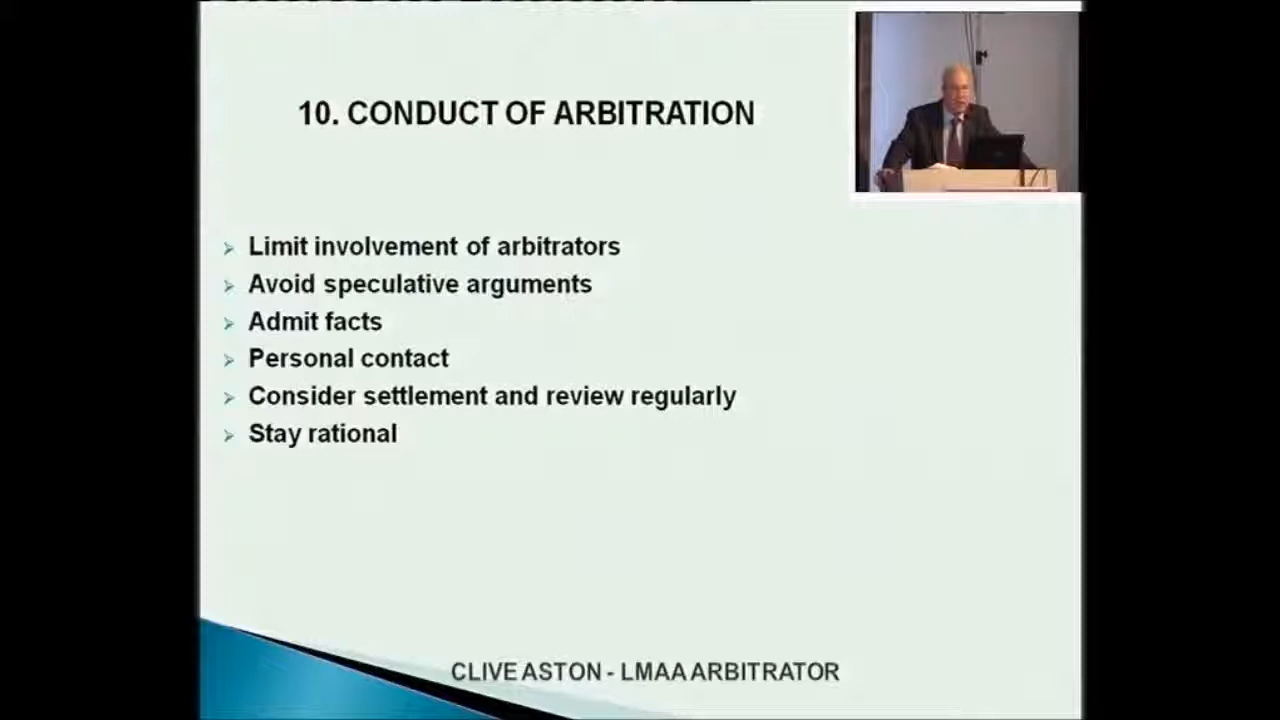 10. CONDUCT OF ARBITRATION
Limit involvement of arbitrators
Avoid speculative arguments
Admit facts
Personal contact
Consider settlement and review regularly
Stay rational
CLIVE ASTON - LMAA ARBITRATOR